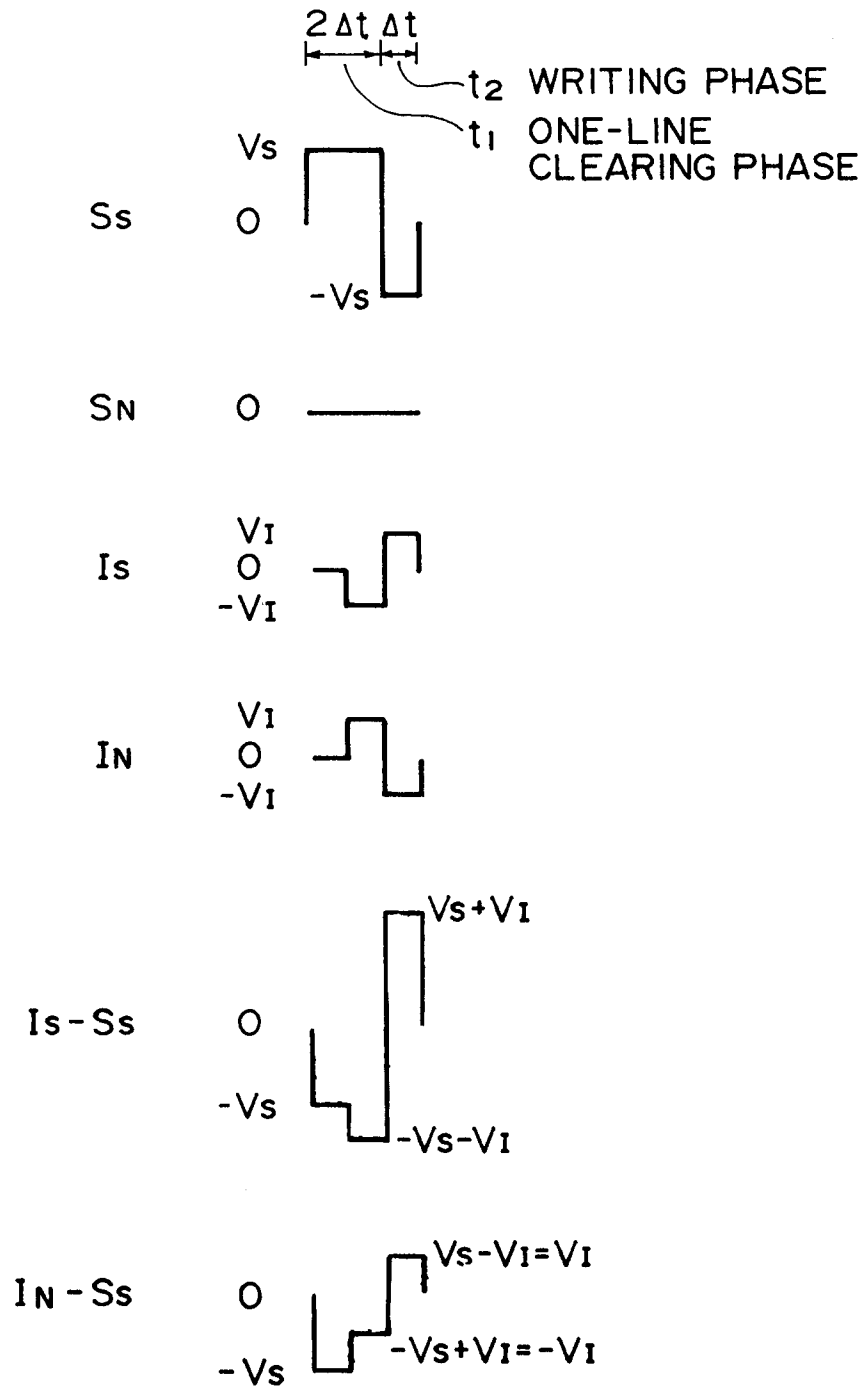 2Δt Δt
t2 WRITING PHASE
t1 ONE-LINE
CLEARING PHASE
Vs
Ss 0
-Vs
SN 0
VI
Is 0
-VI
VI
IN 0
-VI
Vs+VI
Is-Ss 0
-Vs
-Vs-VI
Vs-VI=VI
IN-Ss 0
-Vs+VI=-VI
-Vs